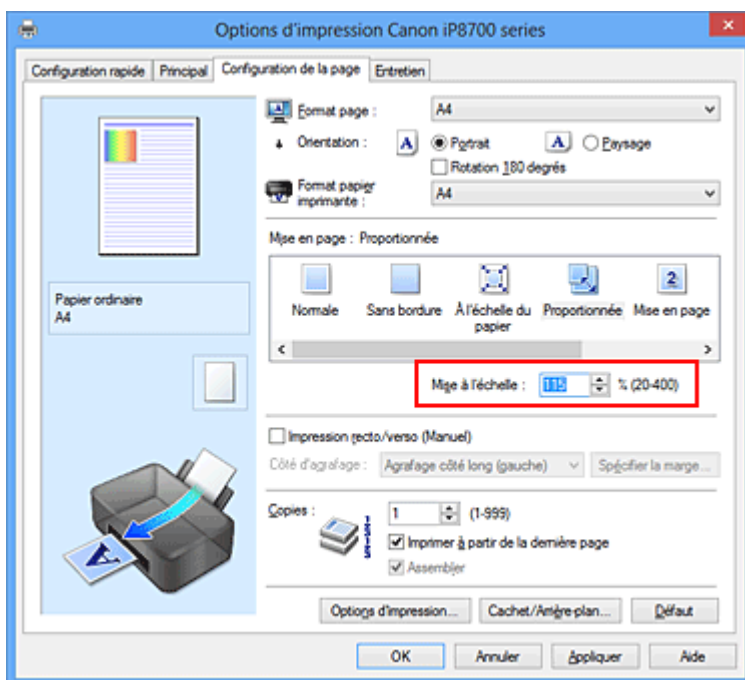 Options d'impression Canon iP8700 series
Configuration rapide Principal Configuration de la page Entretien
Format page : A4
Orientation : A Portrait A Paysage
Rotation 180 degrés
Format papier
imprimante : A4
Mise en page : Proportionnée
2
Normale Sans bordure À l'échelle du
papier Proportionnée Mise en page
Papier ordinaire
A4
Mise à l'échelle : 115 % (20-400)
Impression recto/verso (Manuel)
Côté d'agrafage : Agrafage côté long (gauche) Spécifier la marge...
Copies : 1 (1-999)
Imprimer à partir de la dernière page
Assembler
A
Options d'impression... Cachet/Arrière-plan... Défaut
OK Annuler Appliquer Aide